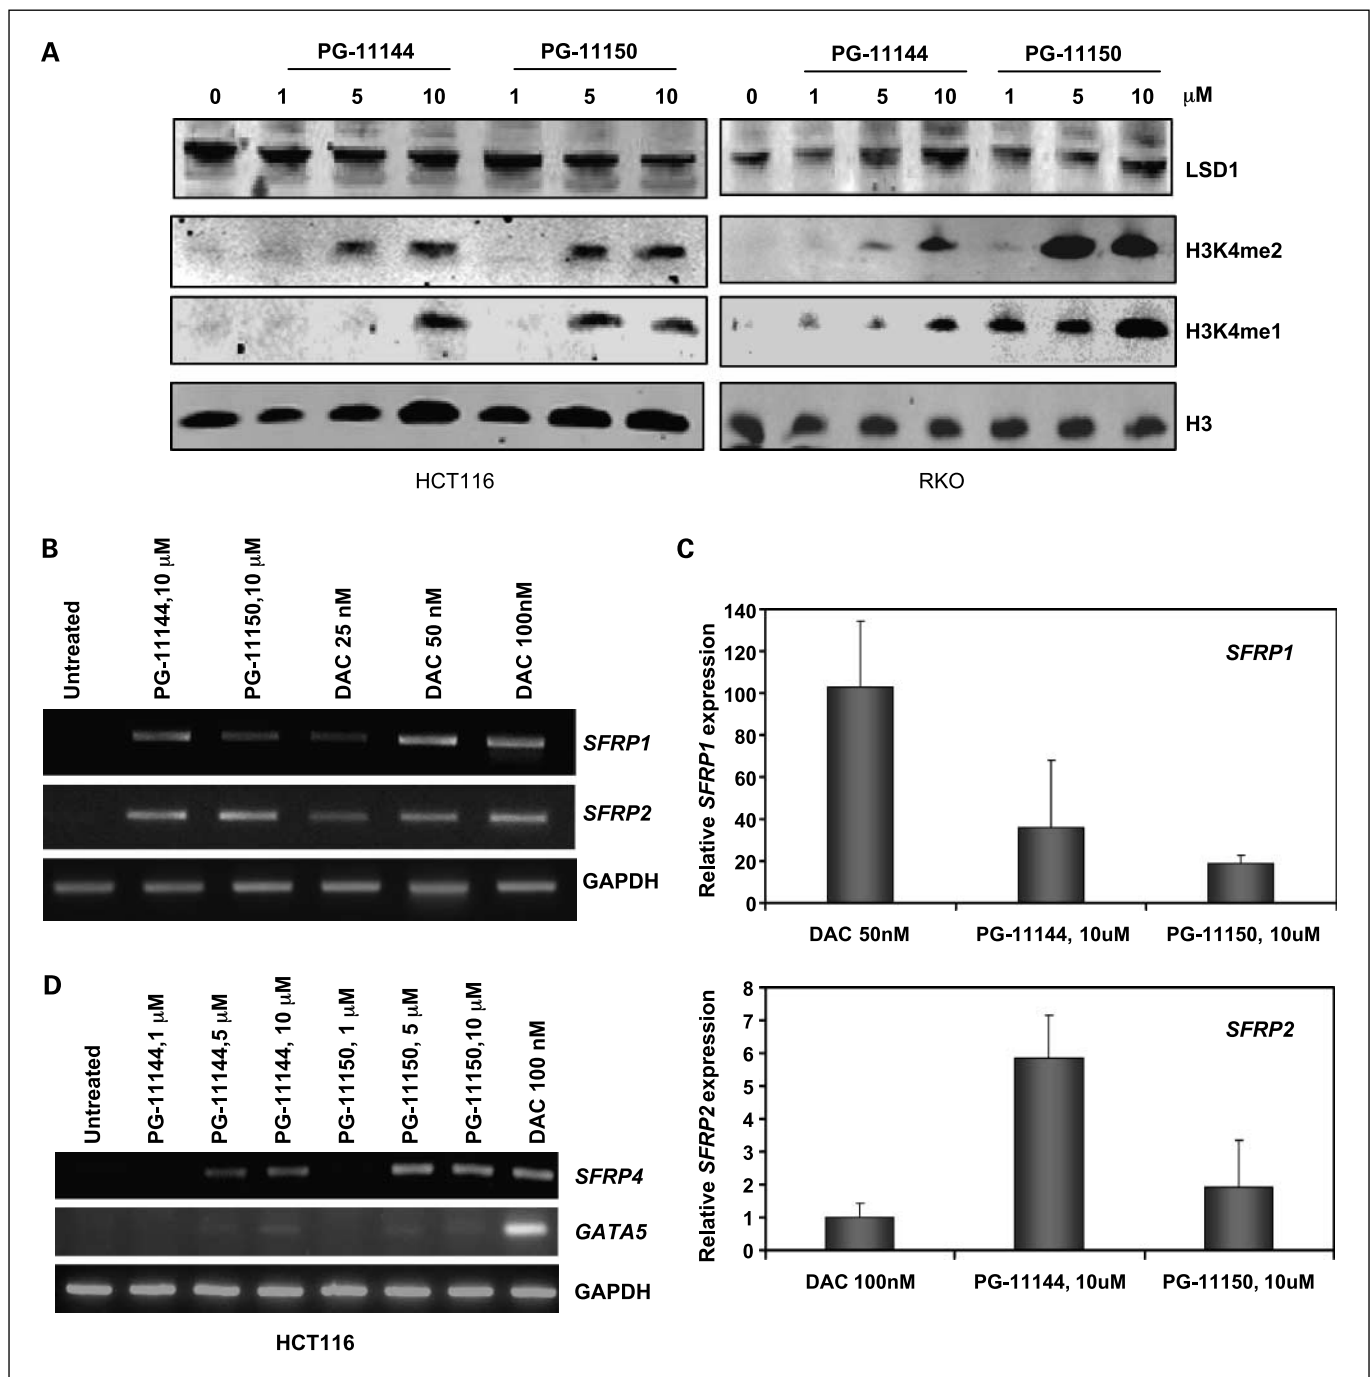 A
PG-11144 PG-11150 PG-11144 PG-11150
0 1 5 10 1 5 10 0 1 5 10 1 5 10 μM
LSD1
H3K4me2
H3K4me1
H3
HCT116 RKO
B
Untreated
PG-11144,10 μM
PG-11150,10 μM
DAC 25 nM
DAC 50 nM
DAC 100nM
SFRP1
SFRP2
GAPDH
C
Relative SFRP1 expression
140
120
100
80
60
40
20
0
SFRP1
DAC 50nM PG-11144, 10uM PG-11150, 10uM
D
Untreated
PG-11144,1 μM
PG-11144,5 μM
PG-11144, 10 μM
PG-11150, 1 μM
PG-11150, 5 μM
PG-11150,10 μM
DAC 100 nM
SFRP4
GATA5
GAPDH
HCT116
Relative SFRP2 expression
8
7
6
5
4
3
2
1
0
SFRP2
DAC 100nM PG-11144, 10uM PG-11150, 10uM